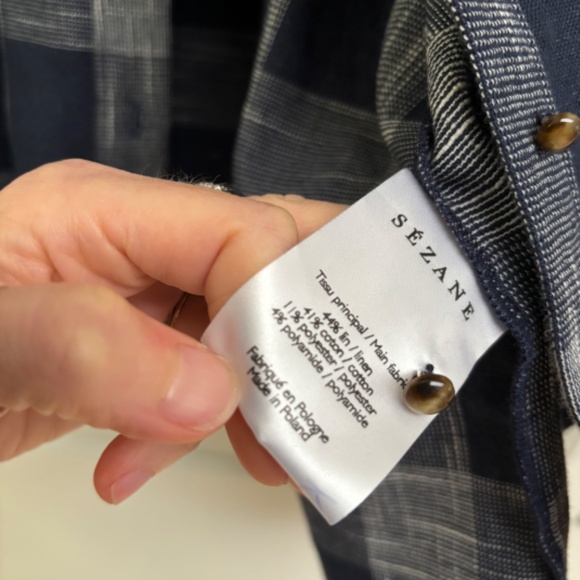 SÉZANE
Tissu principal / Main fabric
44% lin / linen
41% coton / cotton
11% polyester / polyester
4% polyamide / polyamide
Fabriqué en Pologne
Made in Poland